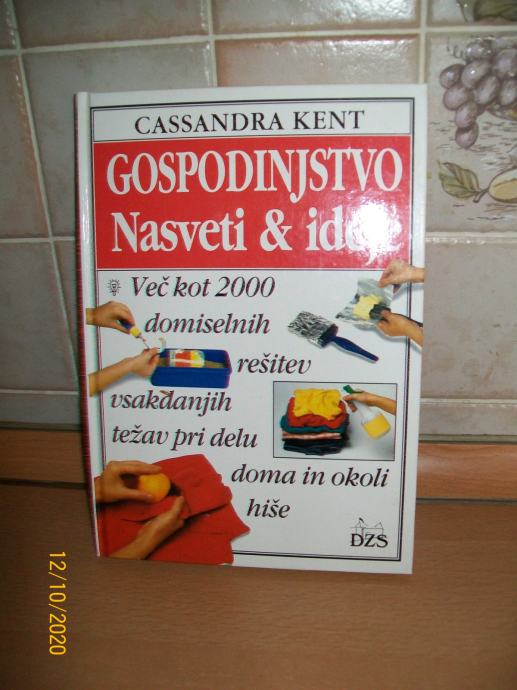 CASSANDRA KENT
GOSPODINJSTVO
Nasveti & ideje
Več kot 2000
domiselnih
rešitev
vsakdanjih
težav pri delu
doma in okoli
hiše
DZS
12/10/2020